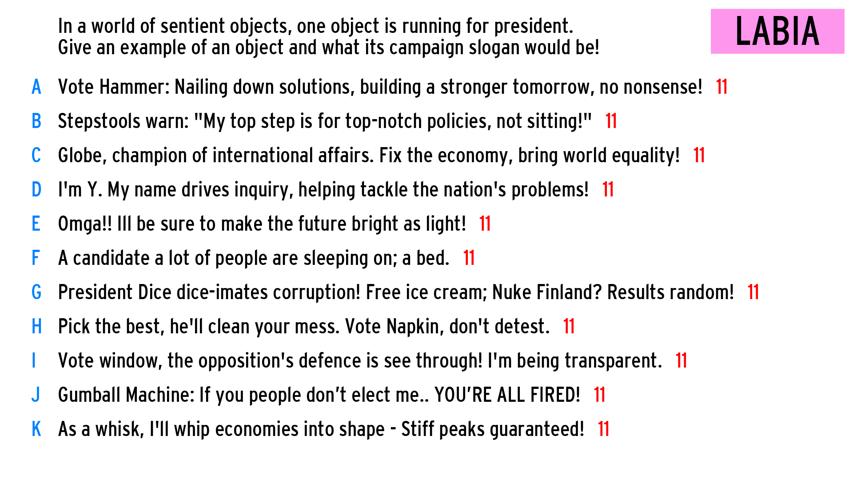 In a world of sentient objects, one object is running for president.
Give an example of an object and what its campaign slogan would be!
LABIA
A Vote Hammer: Nailing down solutions, building a stronger tomorrow, no nonsense! 11
B Stepstools warn: "My top step is for top-notch policies, not sitting!" 11
C Globe, champion of international affairs. Fix the economy, bring world equality! 11
D I'm Y. My name drives inquiry, helping tackle the nation's problems! 11
E Omga!! Ill be sure to make the future bright as light! 11
F A candidate a lot of people are sleeping on; a bed. 11
G President Dice dice-imates corruption! Free ice cream; Nuke Finland? Results random! 11
H Pick the best, he'll clean your mess. Vote Napkin, don't detest. 11
I Vote window, the opposition's defence is see through! I'm being transparent. 11
J Gumball Machine: If you people don’t elect me.. YOU’RE ALL FIRED! 11
K As a whisk, I'll whip economies into shape - Stiff peaks guaranteed! 11